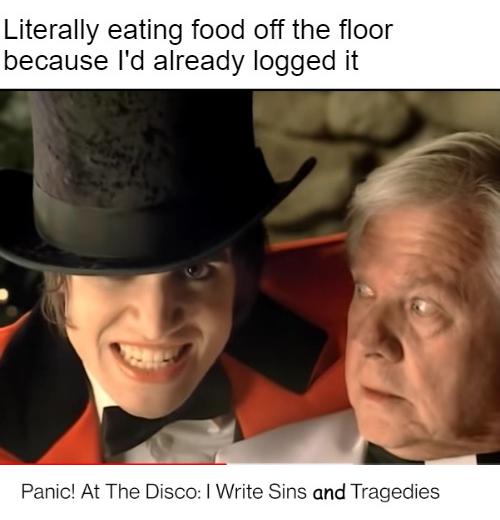 Literally eating food off the floor
because I'd already logged it
Panic! At The Disco: I Write Sins and Tragedies